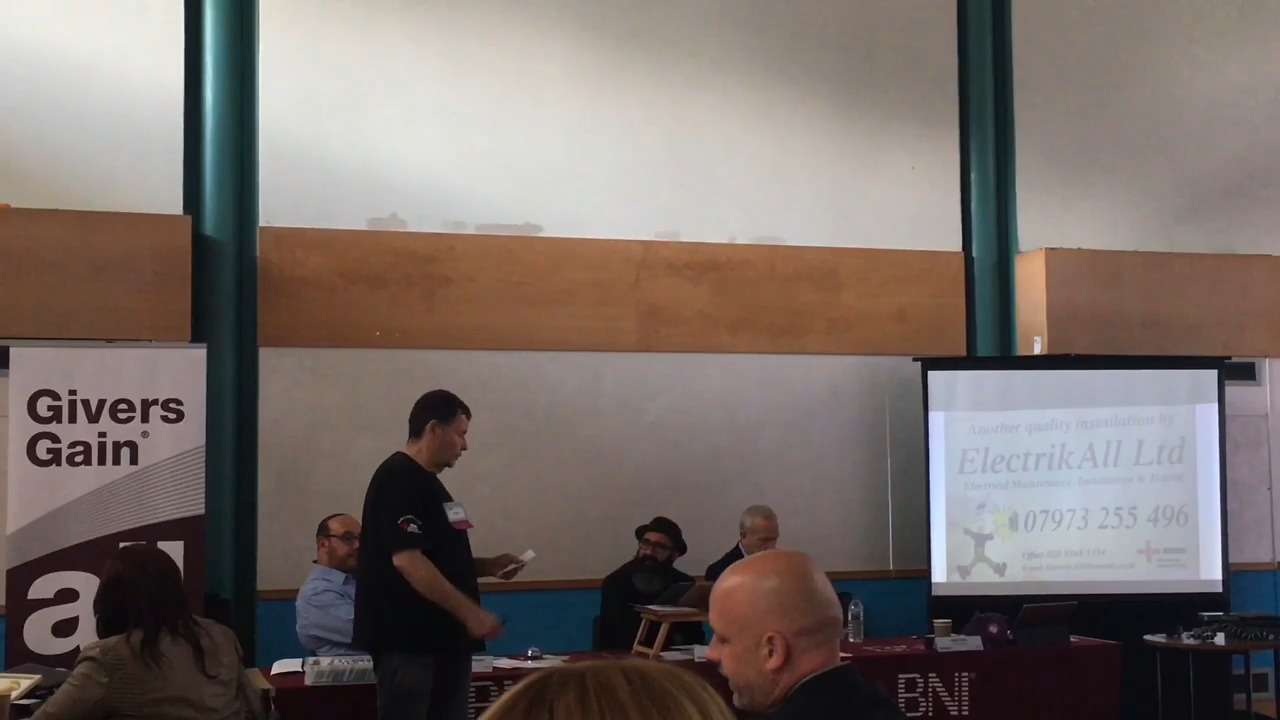 Givers
Gain®
Another quality installation by
ElectrikAll Ltd
Electrical Maintenance, Installation & Testing
07973 255 496
BNI